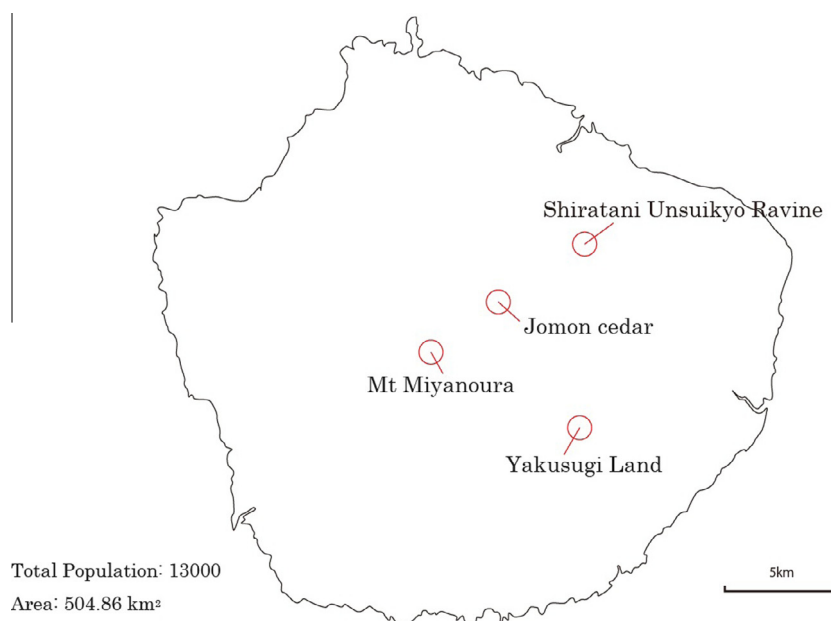 Shiratani Unsuikyo Ravine
Jomon cedar
Mt Miyanoura
Yakusugi Land
Total Population: 13000
Area: 504.86 km²
5km